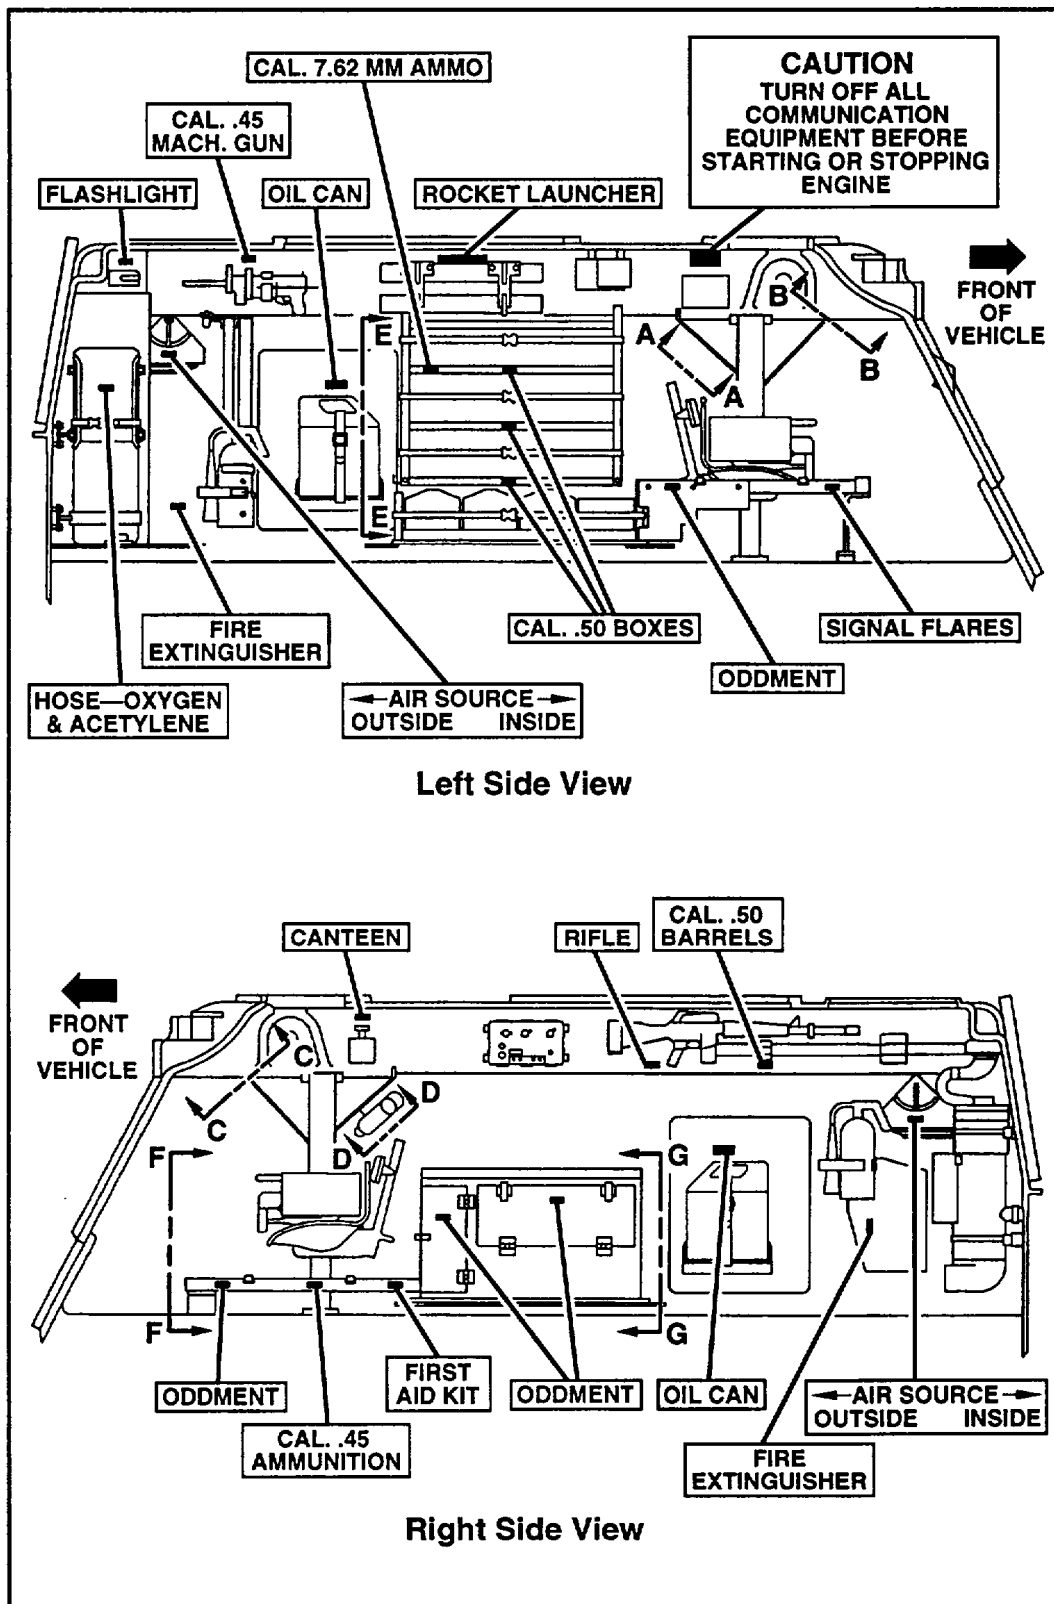 CAL. 7.62 MM AMMO
CAUTION
TURN OFF ALL
COMMUNICATION
EQUIPMENT BEFORE
STARTING OR STOPPING
ENGINE
CAL. .45
MACH. GUN
FLASHLIGHT
OIL CAN
ROCKET LAUNCHER
FRONT
OF
VEHICLE
B
B
A
A
E
E
FIRE
EXTINGUISHER
CAL. .50 BOXES
SIGNAL FLARES
ODDMENT
HOSE—OXYGEN
& ACETYLENE
AIR SOURCE
OUTSIDE INSIDE
Left Side View
CANTEEN
RIFLE
CAL. .50
BARRELS
FRONT
OF
VEHICLE
C
C
D
D
F
F
G
G
ODDMENT
CAL. .45
AMMUNITION
FIRST
AID KIT
ODDMENT
OIL CAN
AIR SOURCE
OUTSIDE INSIDE
FIRE
EXTINGUISHER
Right Side View